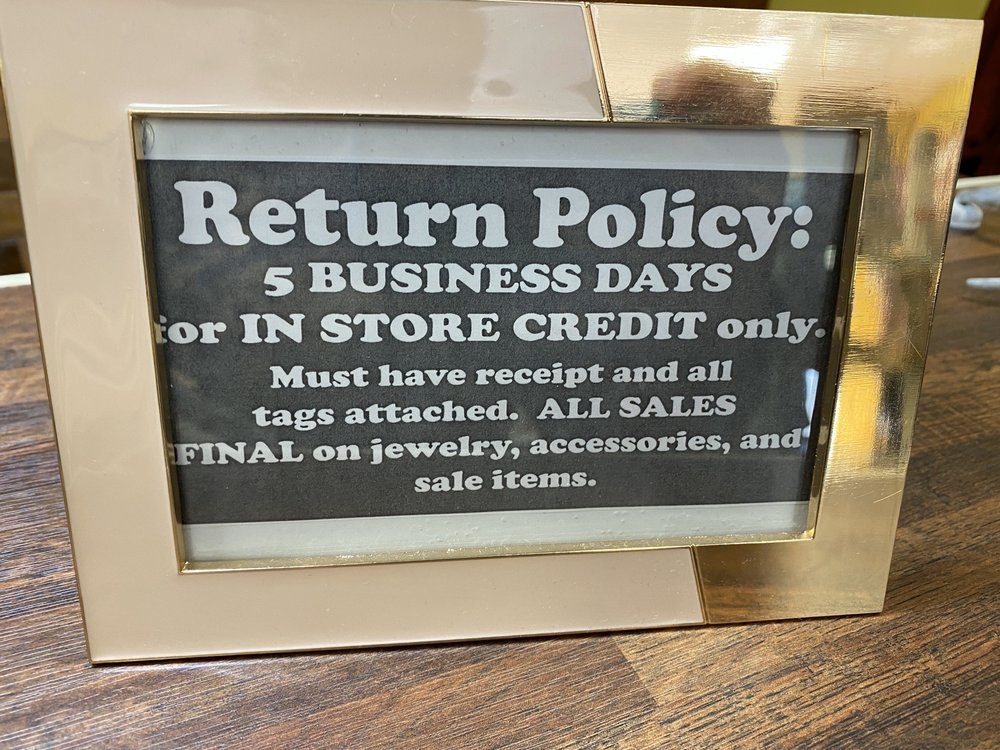 Return Policy:
5 BUSINESS DAYS
for IN STORE CREDIT only.
Must have receipt and all
tags attached. ALL SALES
FINAL on jewelry, accessories, and
sale items.